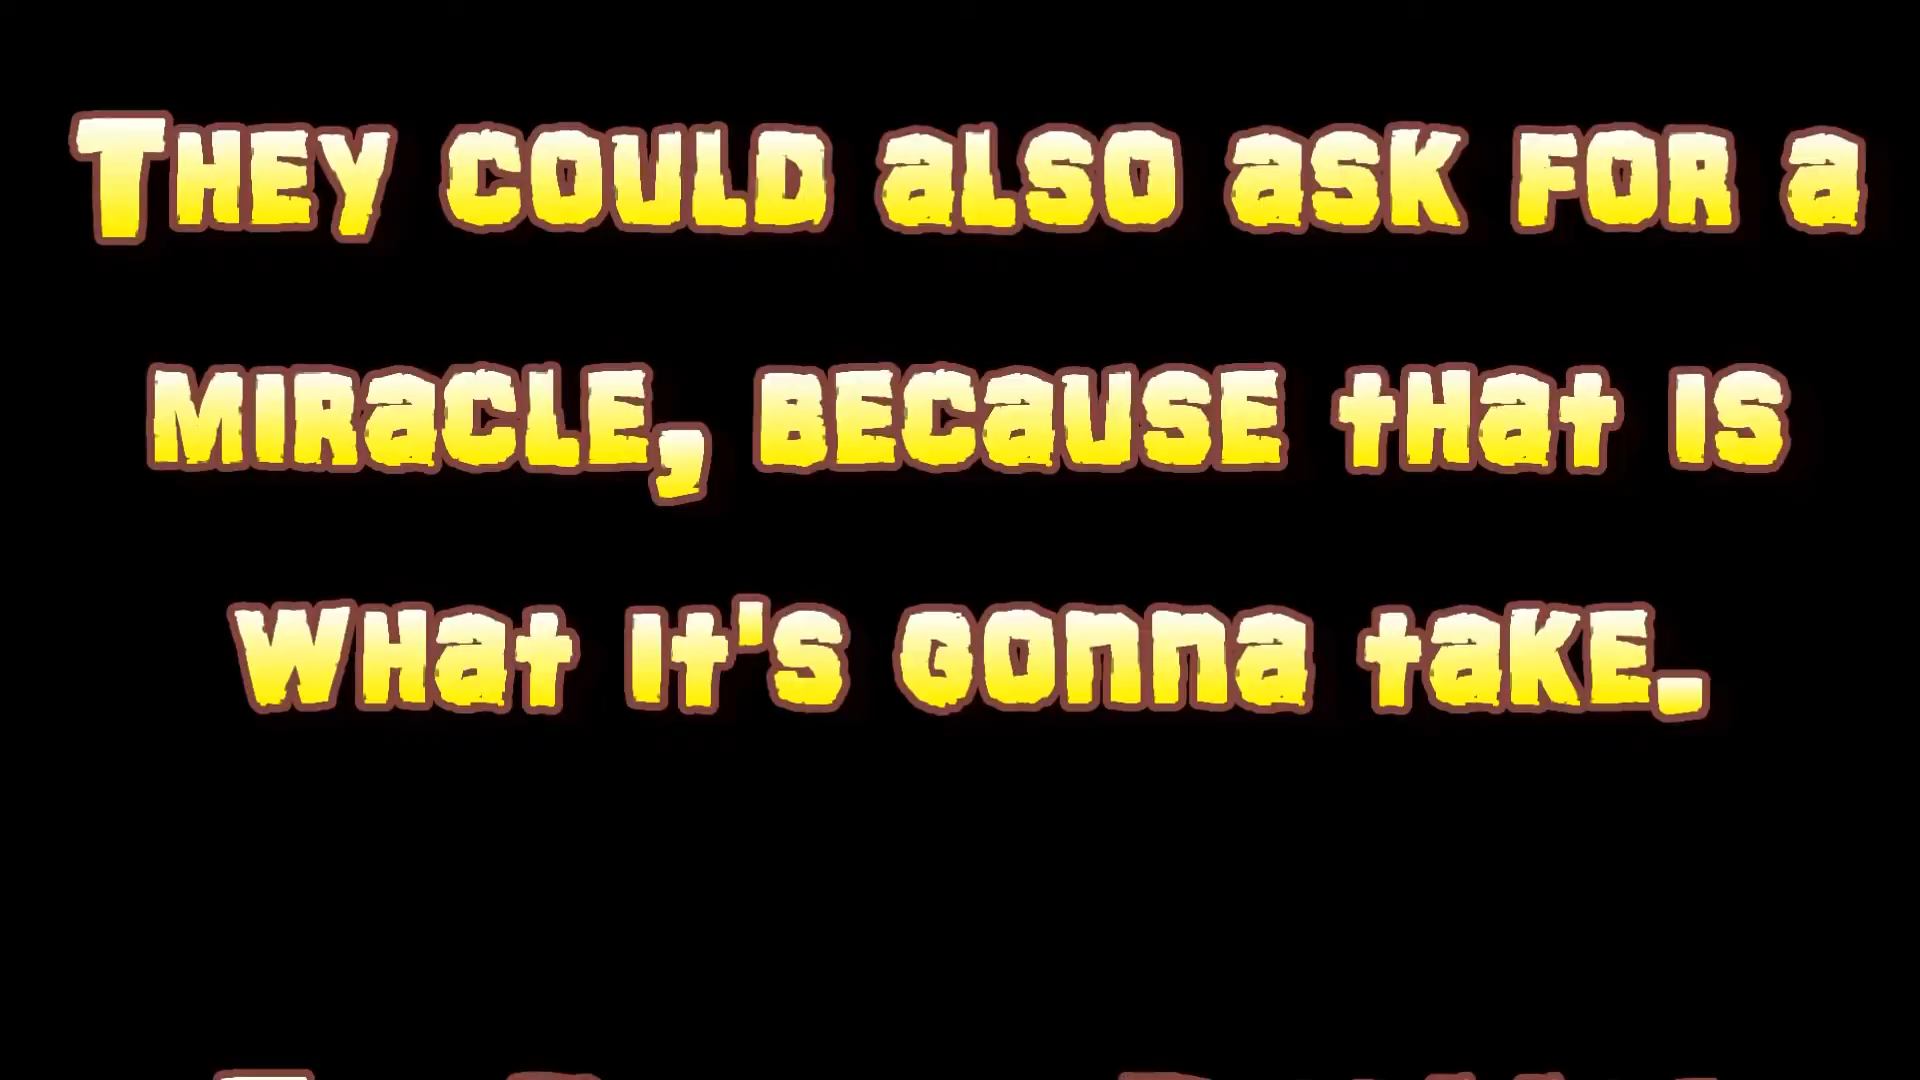 They could also ask for a
miracle, because that is
what it's gonna take.